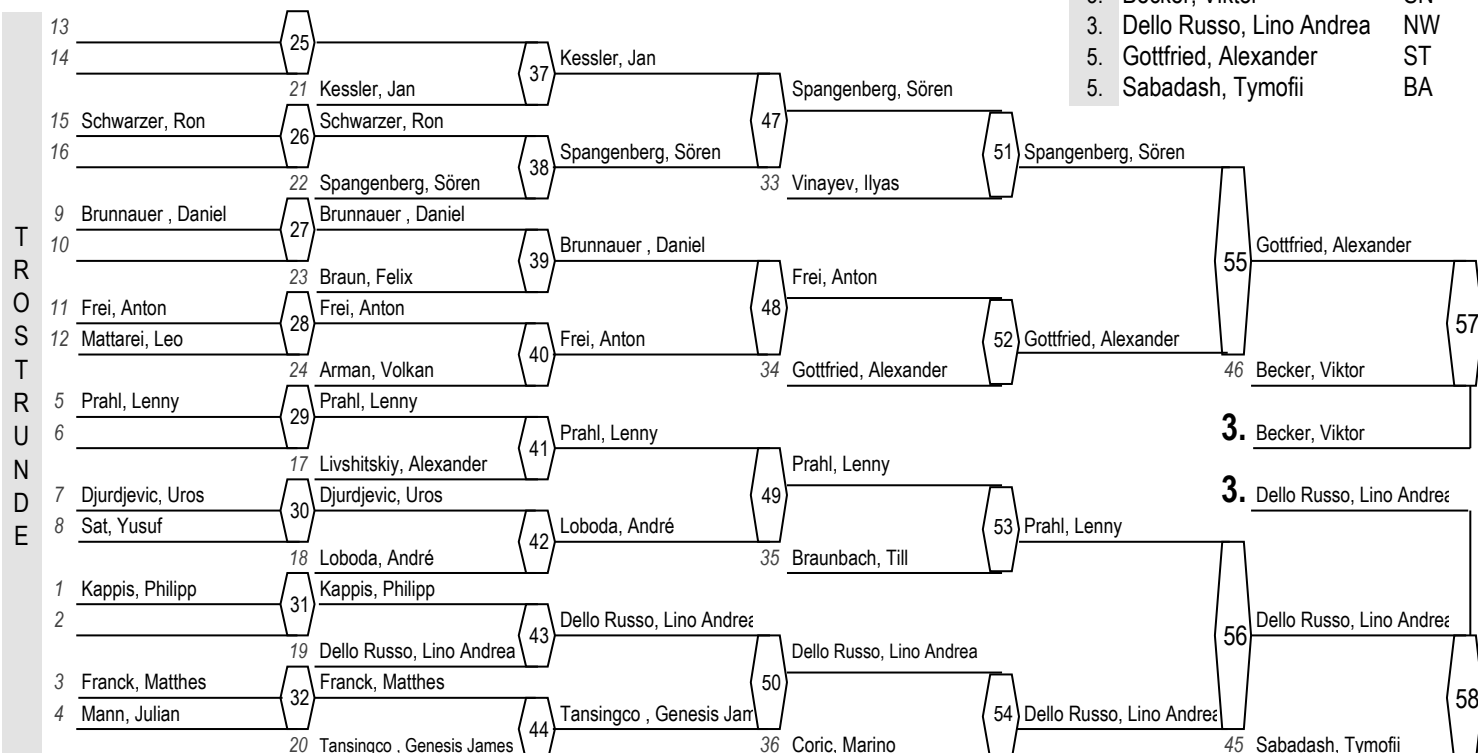 3. Becker, Viktor SN
3. Dello Russo, Lino Andrea NW
5. Gottfried, Alexander ST
5. Sabadash, Tymofii BA
TROSTRUNDE
13
25
14
37 Kessler, Jan
21 Kessler, Jan
Spangenberg, Sören
15 Schwarzer, Ron
26 Schwarzer, Ron
47
16
38 Spangenberg, Sören
51 Spangenberg, Sören
22 Spangenberg, Sören
33 Vinayev, Ilyas
9 Brunnauer , Daniel
27 Brunnauer , Daniel
10
39 Brunnauer , Daniel
55 Gottfried, Alexander
23 Braun, Felix
Frei, Anton
11 Frei, Anton
28 Frei, Anton
48
57
12 Mattarei, Leo
40 Frei, Anton
52 Gottfried, Alexander
24 Arman, Volkan
34 Gottfried, Alexander
46 Becker, Viktor
5 Prahl, Lenny
29 Prahl, Lenny
6
41 Prahl, Lenny
3. Becker, Viktor
17 Livshitskiy, Alexander
Prahl, Lenny
7 Djurdjevic, Uros
30 Djurdjevic, Uros
49
3. Dello Russo, Lino Andrea
8 Sat, Yusuf
42 Loboda, André
53 Prahl, Lenny
18 Loboda, André
35 Braunbach, Till
1 Kappis, Philipp
31 Kappis, Philipp
2
43 Dello Russo, Lino Andrea
56 Dello Russo, Lino Andrea
19 Dello Russo, Lino Andrea
Dello Russo, Lino Andrea
3 Franck, Matthes
32 Franck, Matthes
50
58
4 Mann, Julian
44 Tansingco , Genesis Jam
54 Dello Russo, Lino Andrea
20 Tansingco , Genesis James
36 Coric, Marino
45 Sabadash, Tymofii